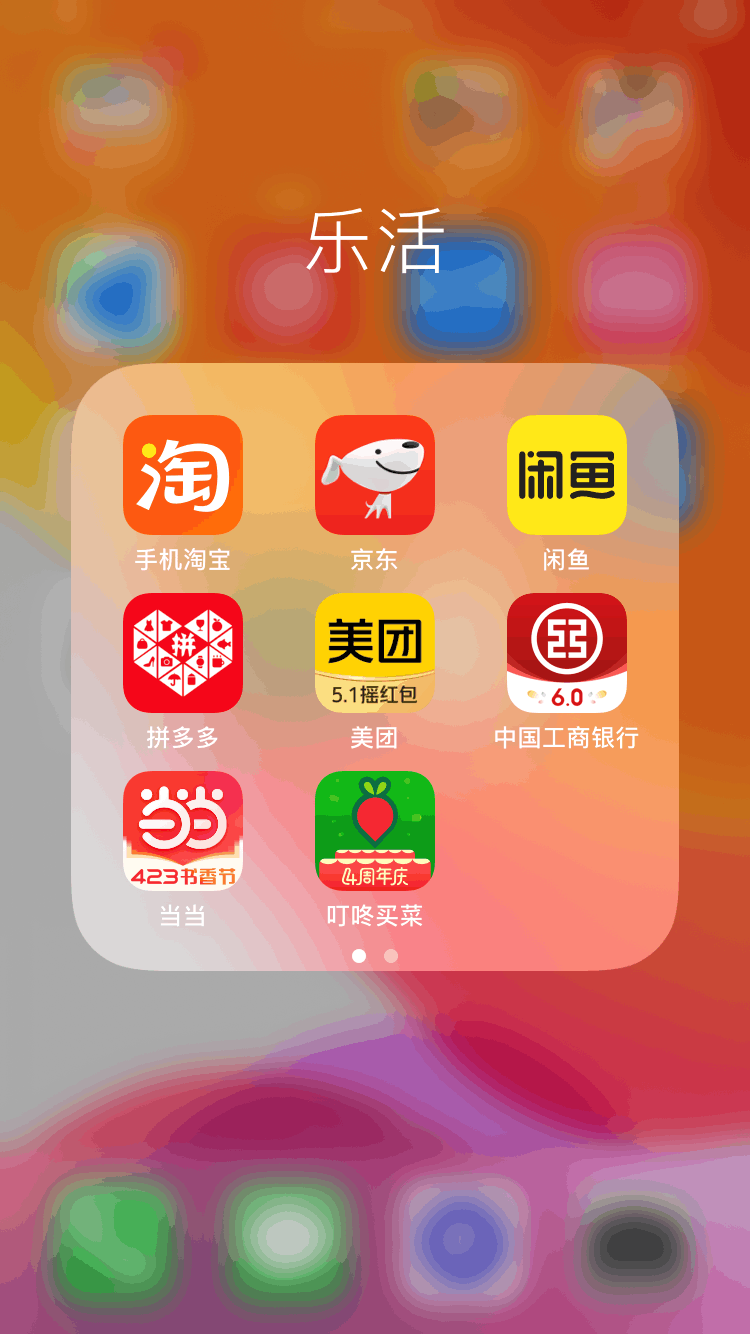 乐活
淘
闲鱼
手机淘宝
京东
闲鱼
拼
美团
5.1摇红包
6.0
拼多多
美团
中国工商银行
当当
423书香节
4周年庆
当当
叮咚买菜